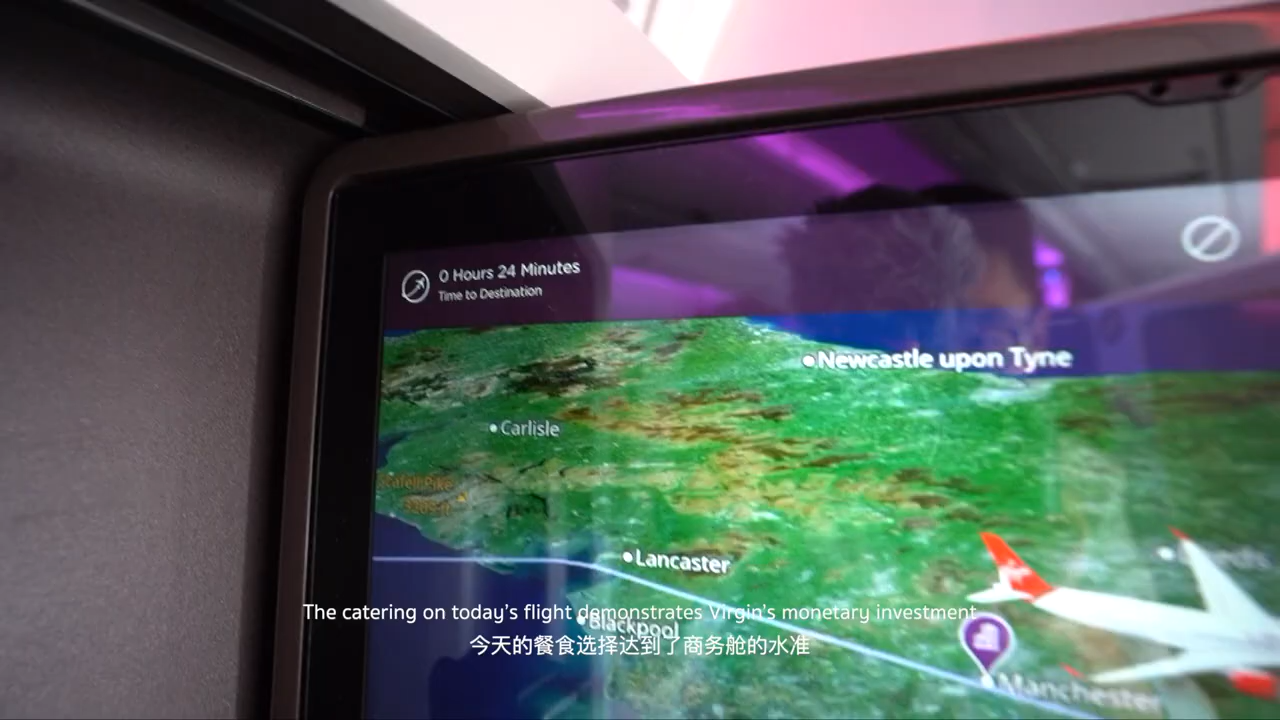 0 Hours 24 Minutes
Time to Destination
Newcastle upon Tyne
Carlisle
Scafell Pike
Lancaster
The catering on today's flight demonstrates Virgin's monetary investment
Blackpool
今天的餐食选择达到了商务舱的水准
Manchester